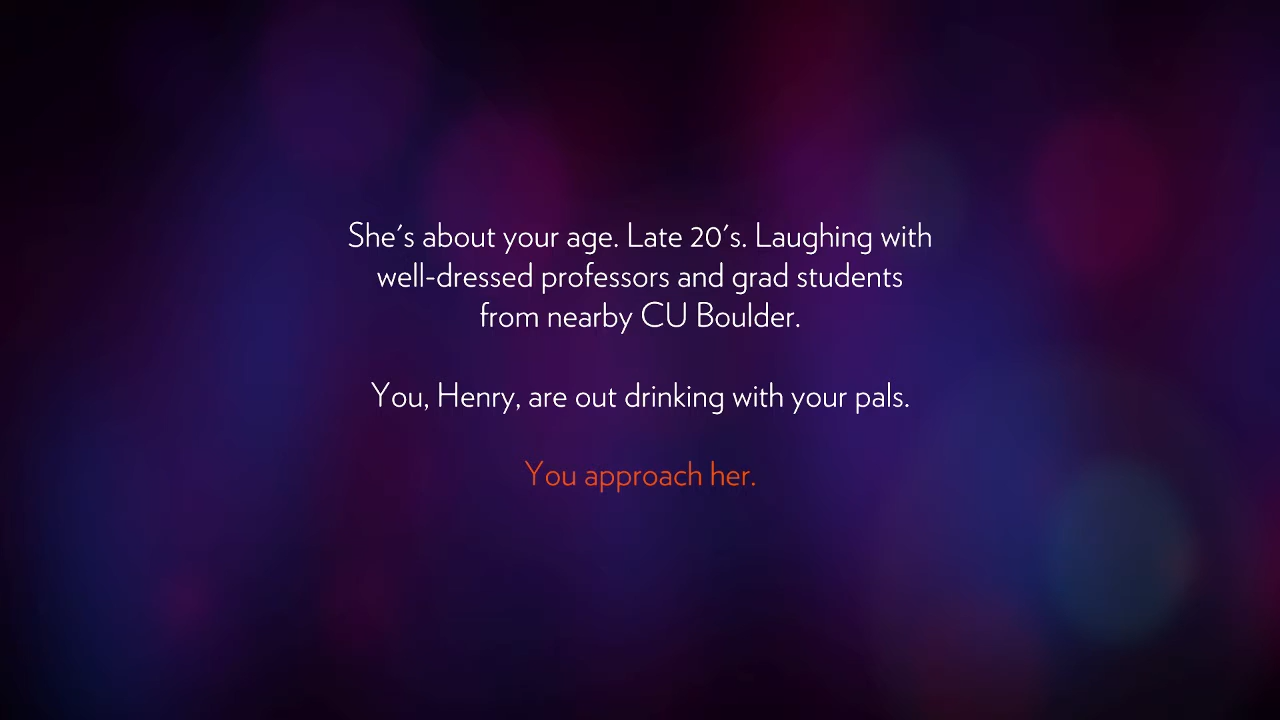 She's about your age. Late 20's. Laughing with
well-dressed professors and grad students
from nearby CU Boulder.
You, Henry, are out drinking with your pals.
You approach her.